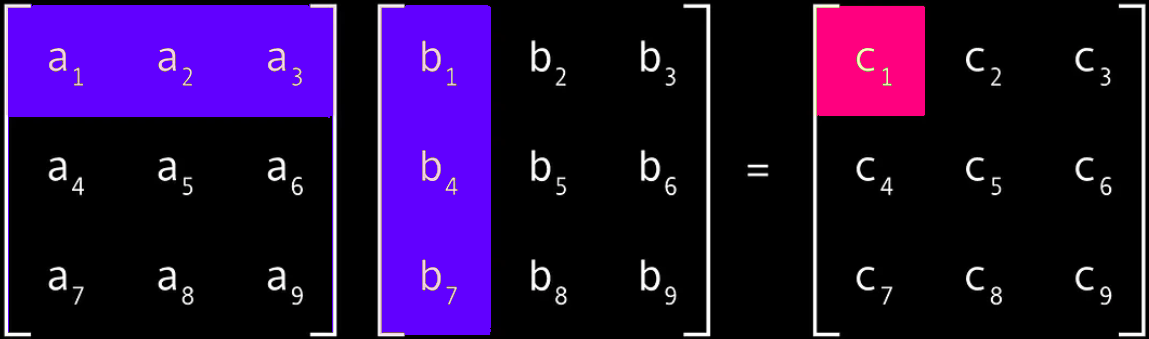 a₁ a₂ a₃ b₁ b₂ b₃ c₁ c₂ c₃
a₄ a₅ a₆ b₄ b₅ b₆ = c₄ c₅ c₆
a₇ a₈ a₉ b₇ b₈ b₉ c₇ c₈ c₉